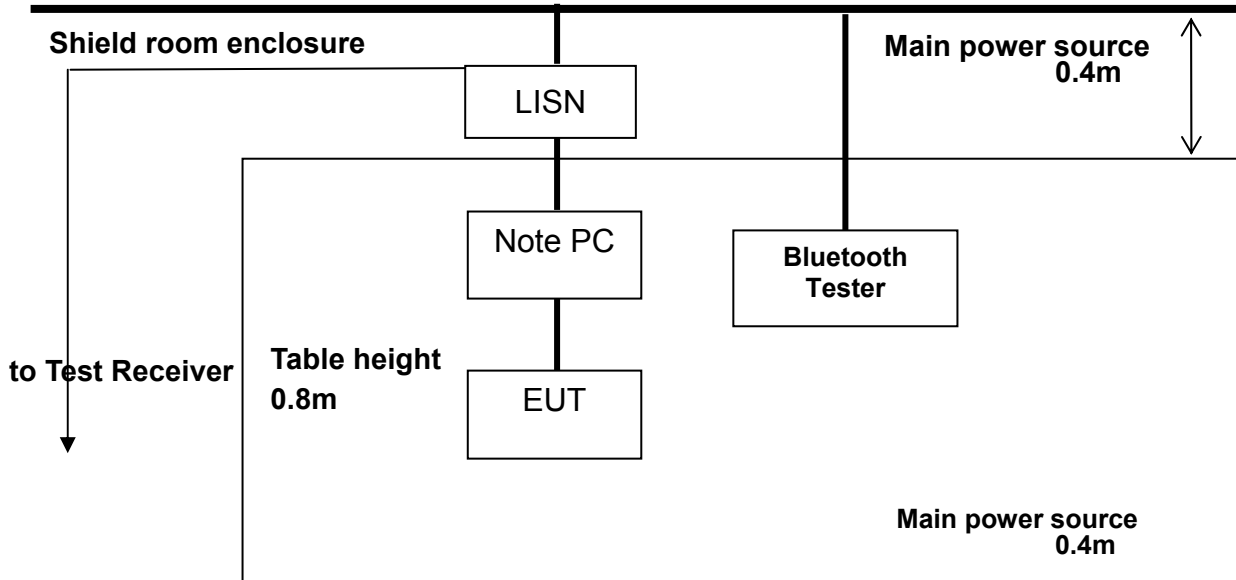 Shield room enclosure
Main power source
0.4m
LISN
Note PC
Bluetooth
Tester
to Test Receiver
Table height
0.8m
EUT
Main power source
0.4m